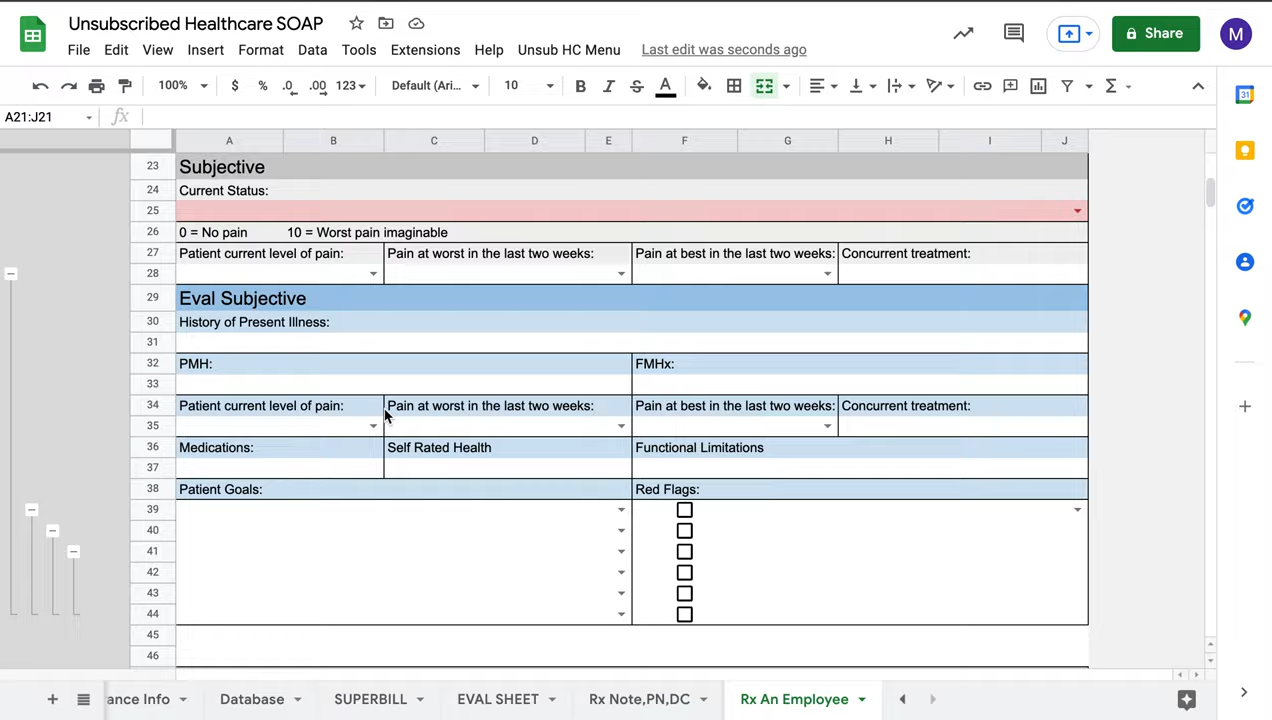 Unsubscribed Healthcare SOAP
File Edit View Insert Format Data Tools Extensions Help Unsub HC Menu Last edit was seconds ago
Share
M
100% $ % .0 .00 123 Default (Ari... 10 B I S A Σ
31
A21:J21 fx
A B C D E F G H I J
23 Subjective
24 Current Status:
25
26 0 = No pain 10 = Worst pain imaginable
27 Patient current level of pain: Pain at worst in the last two weeks: Pain at best in the last two weeks: Concurrent treatment:
28
29 Eval Subjective
30 History of Present Illness:
31
32 PMH: FMHx:
33
34 Patient current level of pain: Pain at worst in the last two weeks: Pain at best in the last two weeks: Concurrent treatment:
35
36 Medications: Self Rated Health Functional Limitations
37
38 Patient Goals: Red Flags:
39
40
41
42
43
44
45
46
ance Info Database SUPERBILL EVAL SHEET Rx Note,PN,DC Rx An Employee